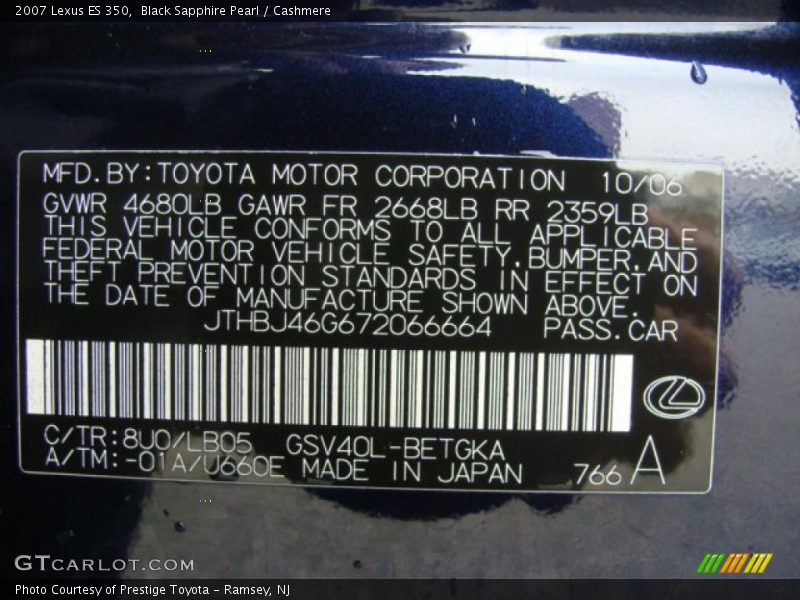 2007 Lexus ES 350, Black Sapphire Pearl / Cashmere
MFD.BY:TOYOTA MOTOR CORPORATION 10/06
GVWR 4680LB GAWR FR 2668LB RR 2359LB
THIS VEHICLE CONFORMS TO ALL APPLICABLE
FEDERAL MOTOR VEHICLE SAFETY,BUMPER,AND
THEFT PREVENTION STANDARDS IN EFFECT ON
THE DATE OF MANUFACTURE SHOWN ABOVE.
JTHBJ46G672066664 PASS.CAR
C/TR:8U0/LB05 GSV40L-BETGKA
A/TM:-01A/U660E MADE IN JAPAN 766 A
GTCARLOT.COM
Photo Courtesy of Prestige Toyota - Ramsey, NJ